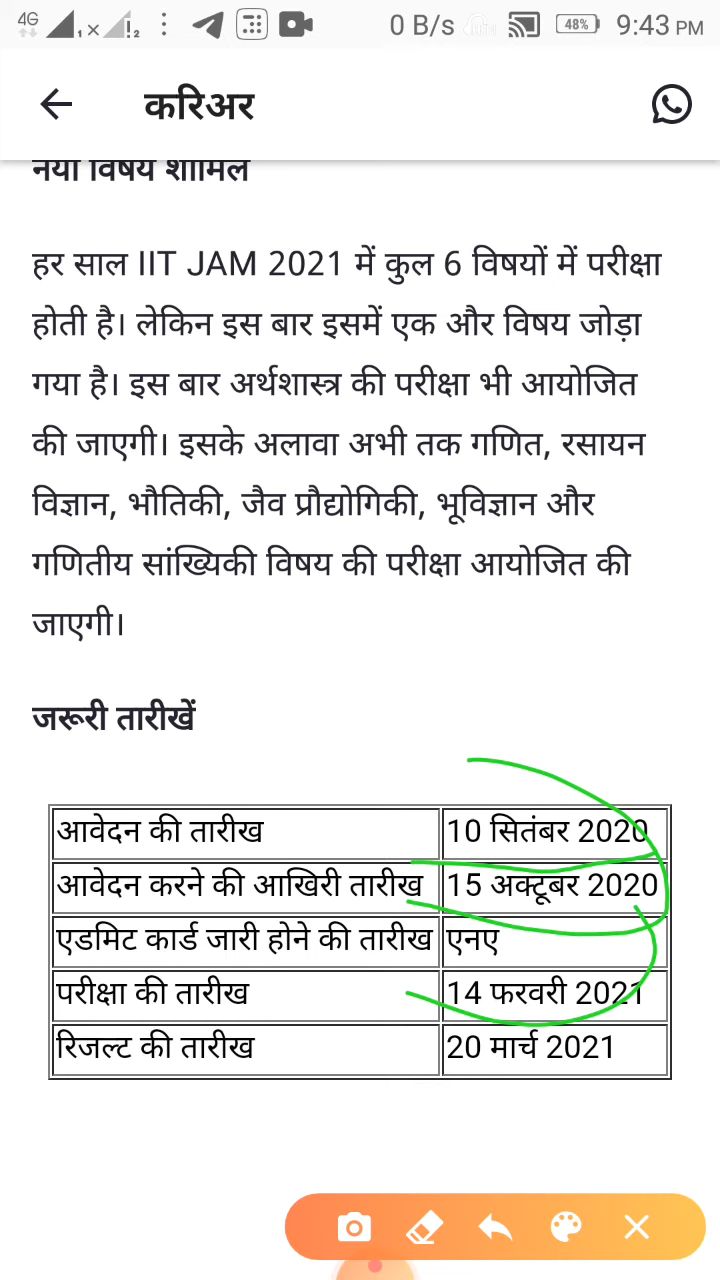 4G
1 x ! 2
0 B/s
48%
9:43 PM
करिअर
नया विषय शामिल
हर साल IIT JAM 2021 में कुल 6 विषयों में परीक्षा
होती है। लेकिन इस बार इसमें एक और विषय जोड़ा
गया है। इस बार अर्थशास्त्र की परीक्षा भी आयोजित
की जाएगी। इसके अलावा अभी तक गणित, रसायन
विज्ञान, भौतिकी, जैव प्रौद्योगिकी, भूविज्ञान और
गणितीय सांख्यिकी विषय की परीक्षा आयोजित की
जाएगी।
जरूरी तारीखें
आवेदन की तारीख 10 सितंबर 2020
आवेदन करने की आखिरी तारीख 15 अक्टूबर 2020
एडमिट कार्ड जारी होने की तारीख एनए
परीक्षा की तारीख 14 फरवरी 2021
रिजल्ट की तारीख 20 मार्च 2021